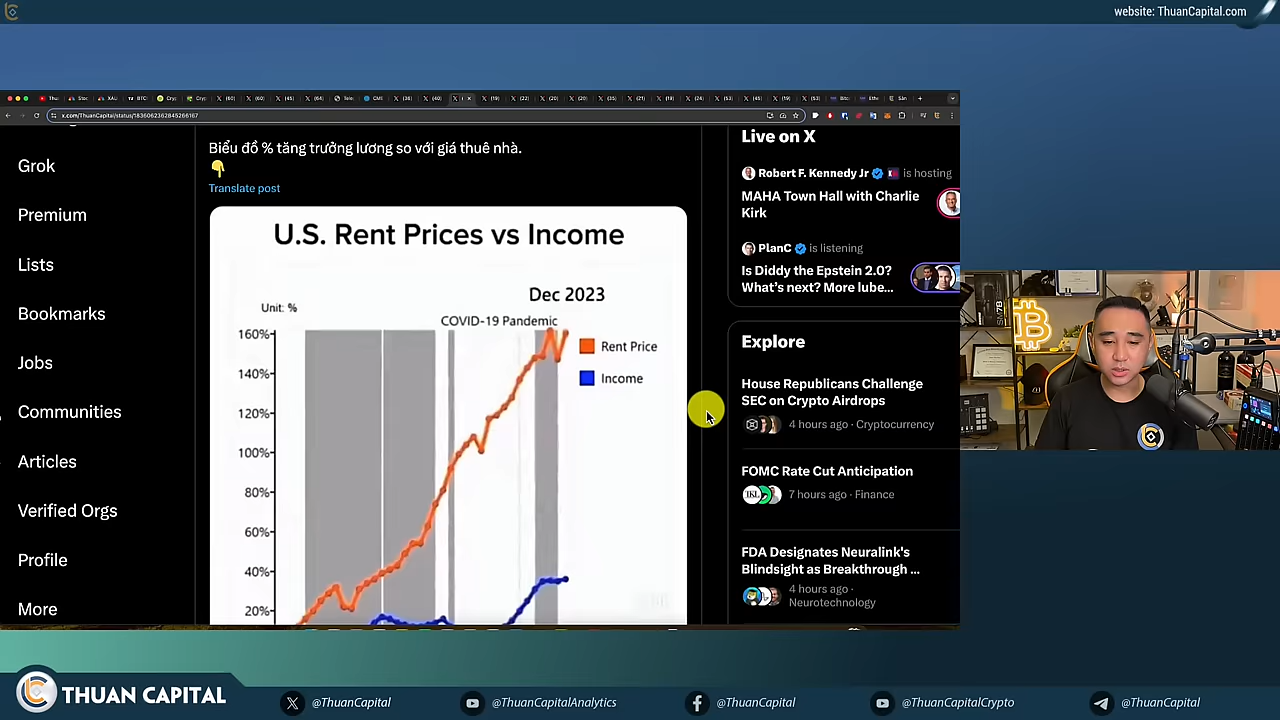 website: ThuanCapital.com
x.com/ThuanCapital/status/1836062362845266167
Grok
Premium
Lists
Bookmarks
Jobs
Communities
Articles
Verified Orgs
Profile
More
Biểu đồ % tăng trưởng lương so với giá thuê nhà.
Translate post
U.S. Rent Prices vs Income
Dec 2023
Unit: %
COVID-19 Pandemic
160%
140%
120%
100%
80%
60%
40%
20%
Rent Price
Income
Live on X
Robert F. Kennedy Jr is hosting
MAHA Town Hall with Charlie
Kirk
PlanC is listening
Is Diddy the Epstein 2.0?
What's next? More lube...
Explore
House Republicans Challenge
SEC on Crypto Airdrops
4 hours ago · Cryptocurrency
FOMC Rate Cut Anticipation
7 hours ago · Finance
FDA Designates Neuralink's
Blindsight as Breakthrough ...
4 hours ago ·
Neurotechnology
THUAN CAPITAL
@ThuanCapital
@ThuanCapitalAnalytics
@ThuanCapital
@ThuanCapitalCrypto
@ThuanCapital